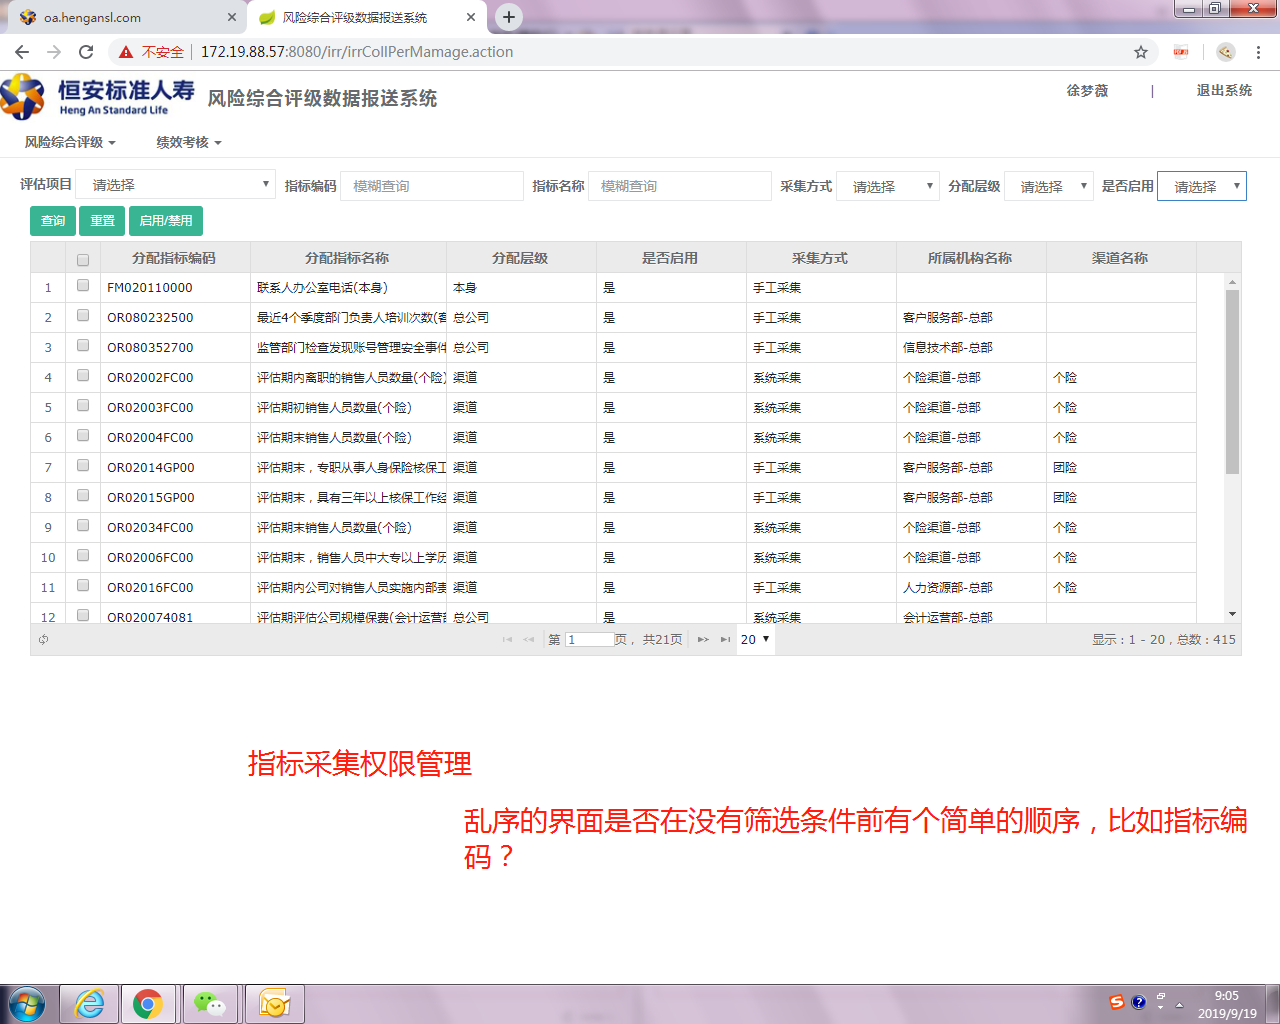 oa.hengansl.com
风险综合评级数据报送系统
不安全 | 172.19.88.57:8080/irr/irrCollPerMamage.action
恒安标准人寿
Heng An Standard Life
风险综合评级数据报送系统
徐梦薇 | 退出系统
风险综合评级 绩效考核
评估项目 请选择 指标编码 模糊查询 指标名称 模糊查询 采集方式 请选择 分配层级 请选择 是否启用 请选择
查询 重置 启用/禁用
分配指标编码 分配指标名称 分配层级 是否启用 采集方式 所属机构名称 渠道名称
1 FM020110000 联系人办公室电话(本身) 本身 是 手工采集
2 OR080232500 最近4个季度部门负责人培训次数(客 总公司 是 手工采集 客户服务部-总部
3 OR080352700 监管部门检查发现账号管理安全事件 总公司 是 手工采集 信息技术部-总部
4 OR02002FC00 评估期内离职的销售人员数量(个险) 渠道 是 系统采集 个险渠道-总部 个险
5 OR02003FC00 评估期初销售人员数量(个险) 渠道 是 系统采集 个险渠道-总部 个险
6 OR02004FC00 评估期末销售人员数量(个险) 渠道 是 系统采集 个险渠道-总部 个险
7 OR02014GP00 评估期末，专职从事人身保险核保工 渠道 是 手工采集 客户服务部-总部 团险
8 OR02015GP00 评估期末，具有三年以上核保工作经 渠道 是 手工采集 客户服务部-总部 团险
9 OR02034FC00 评估期末销售人员数量(个险) 渠道 是 系统采集 个险渠道-总部 个险
10 OR02006FC00 评估期末，销售人员中大专以上学历 渠道 是 系统采集 个险渠道-总部 个险
11 OR02016FC00 评估期内公司对销售人员实施内部责 渠道 是 手工采集 人力资源部-总部 个险
12 OR020074081 评估期评估公司规模保费(会计运营部 总公司 是 系统采集 会计运营部-总部
第 1 页， 共21页 20 显示：1 - 20，总数：415
指标采集权限管理
乱序的界面是否在没有筛选条件前有个简单的顺序，比如指标编
码？
9:05
2019/9/19